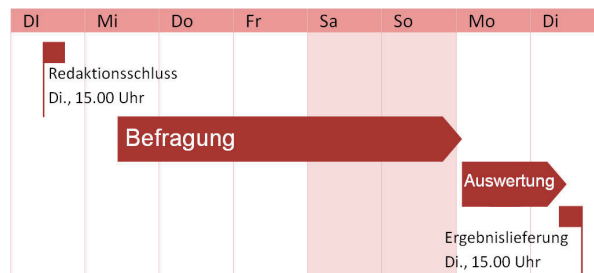 DI Mi Do Fr Sa So Mo Di
Redaktionsschluss
Di., 15.00 Uhr
Befragung
Auswertung
Ergebnislieferung
Di., 15.00 Uhr